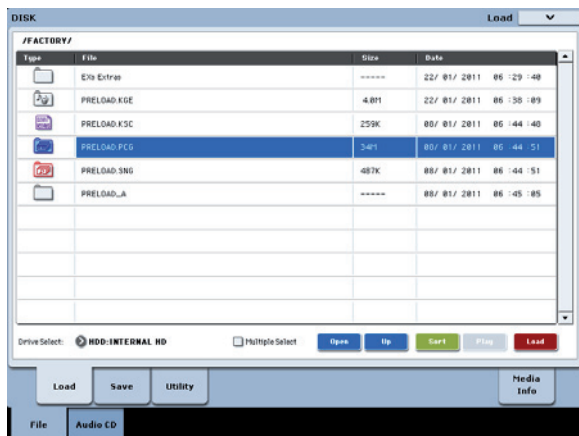 DISK Load
/FACTORY/
Type File Size Date
EXs Extras ----- 22/ 01/ 2011 06 :29 :40
PRELOAD.KGE 4.0M 22/ 01/ 2011 06 :30 :09
PRELOAD.KSC 259K 08/ 01/ 2011 06 :44 :40
PRELOAD.PCG 34M 08/ 01/ 2011 06 :44 :51
PRELOAD.SNG 487K 08/ 01/ 2011 06 :44 :51
PRELOAD_A ----- 08/ 01/ 2011 06 :45 :05
Drive Select: HDD:INTERNAL HD Multiple Select Open Up Sort Play Load
Load Save Utility Media Info
File Audio CD